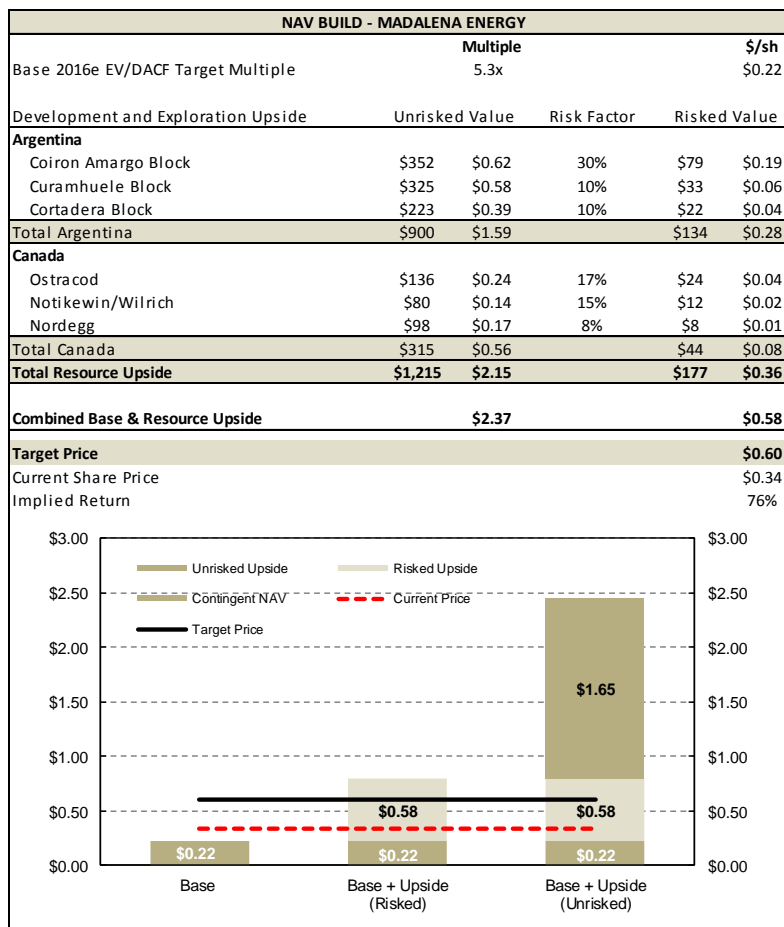 NAV BUILD - MADALENA ENERGY
Multiple $/sh
Base 2016e EV/DACF Target Multiple 5.3x $0.22
Development and Exploration Upside Unrisked Value Risk Factor Risked Value
Argentina
Coiron Amargo Block $352 $0.62 30% $79 $0.19
Curamhuele Block $325 $0.58 10% $33 $0.06
Cortadera Block $223 $0.39 10% $22 $0.04
Total Argentina $900 $1.59 $134 $0.28
Canada
Ostracod $136 $0.24 17% $24 $0.04
Notikewin/Wilrich $80 $0.14 15% $12 $0.02
Nordegg $98 $0.17 8% $8 $0.01
Total Canada $315 $0.56 $44 $0.08
Total Resource Upside $1,215 $2.15 $177 $0.36
Combined Base & Resource Upside $2.37 $0.58
Target Price $0.60
Current Share Price $0.34
Implied Return 76%
$3.00 $3.00
Unrisked Upside Risked Upside
$2.50 Contingent NAV Current Price $2.50
Target Price
$2.00 $2.00
$1.65
$1.50 $1.50
$1.00 $1.00
$0.50 $0.58 $0.58 $0.50
$0.22 $0.22 $0.22
$0.00 $0.00
Base Base + Upside Base + Upside
(Risked) (Unrisked)